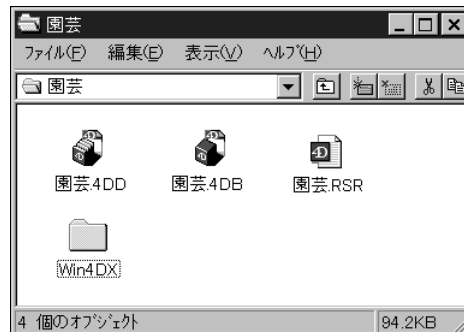 園芸
ﾌｧｲﾙ(F) 編集(E) 表示(V) ﾍﾙﾌﾟ(H)
園芸
園芸.4DD 園芸.4DB 園芸.RSR
Win4DX
4 個のｵﾌﾞｼﾞｪｸﾄ 94.2KB